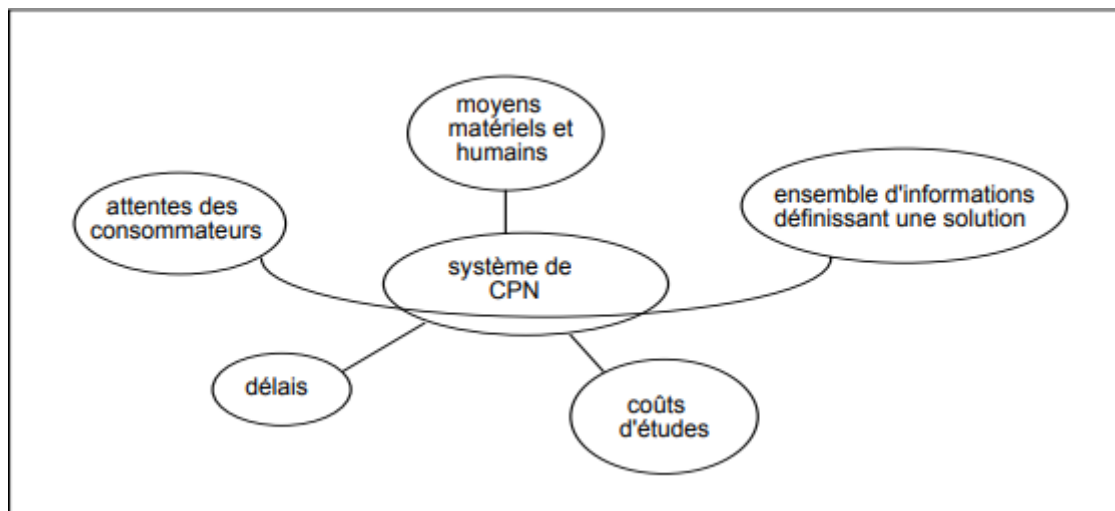 moyens
matériels et
humains
attentes des
consommateurs
ensemble d'informations
définissant une solution
système de
CPN
délais
coûts
d'études